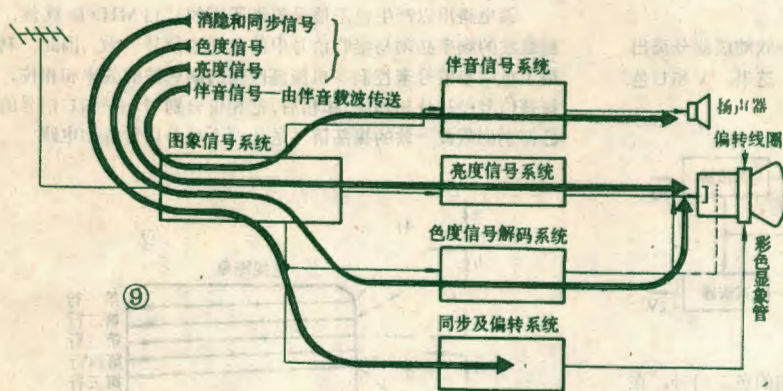 消隐和同步信号
色度信号
亮度信号
伴音信号—由伴音载波传送
图象信号系统
伴音信号系统
扬声器
偏转线圈
亮度信号系统
色度信号解码系统
彩色显象管
同步及偏转系统
⑨